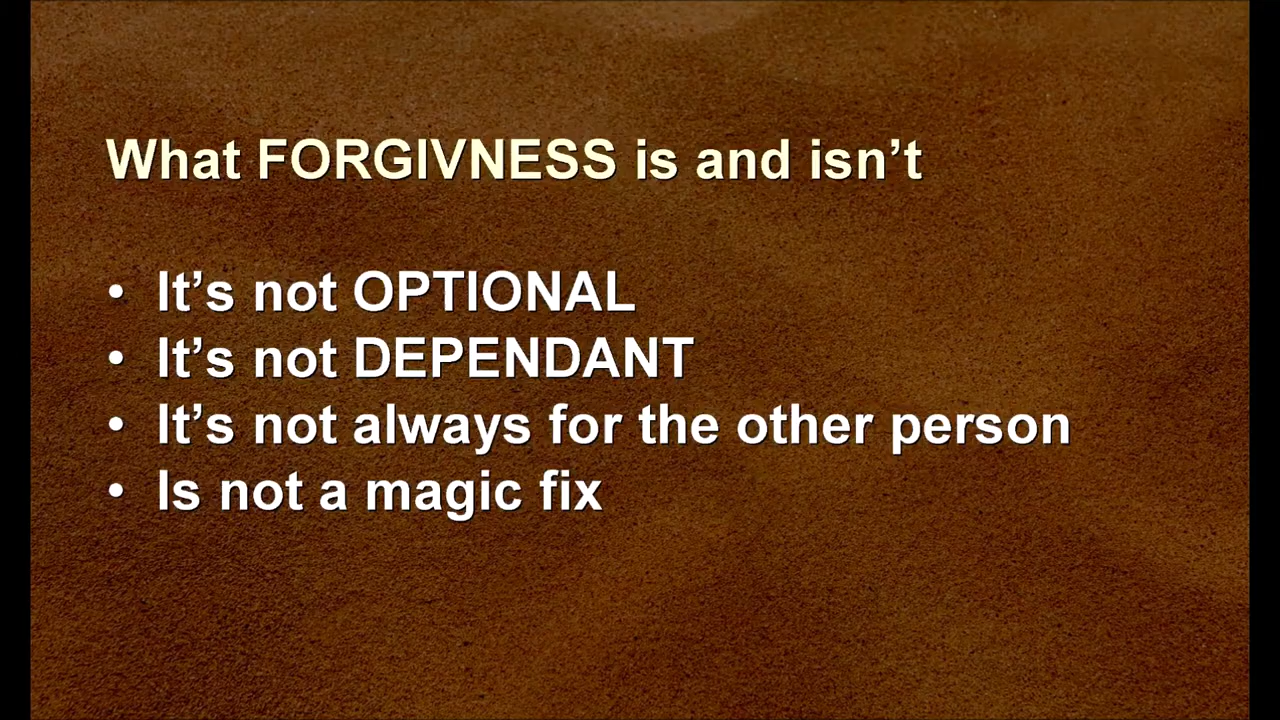 What FORGIVNESS is and isn’t
• It’s not OPTIONAL
• It’s not DEPENDANT
• It’s not always for the other person
• Is not a magic fix